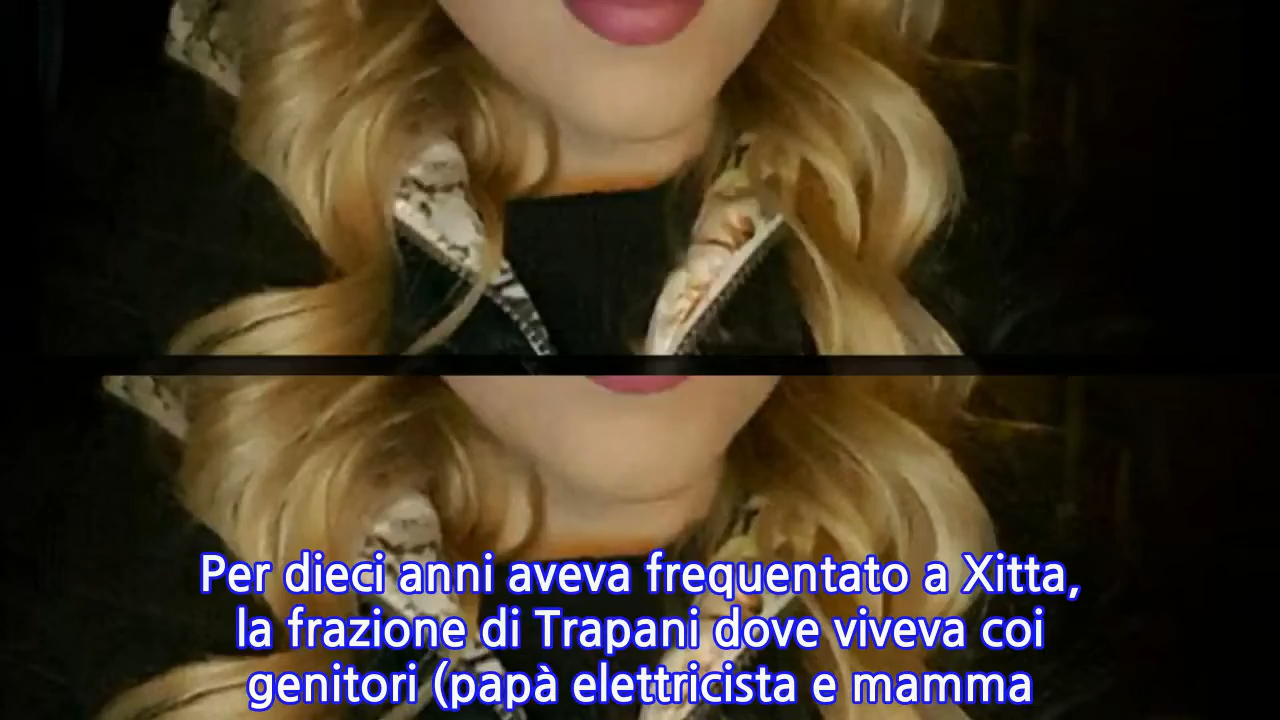 Per dieci anni aveva frequentato a Xitta,
la frazione di Trapani dove viveva coi
genitori (papà elettricista e mamma